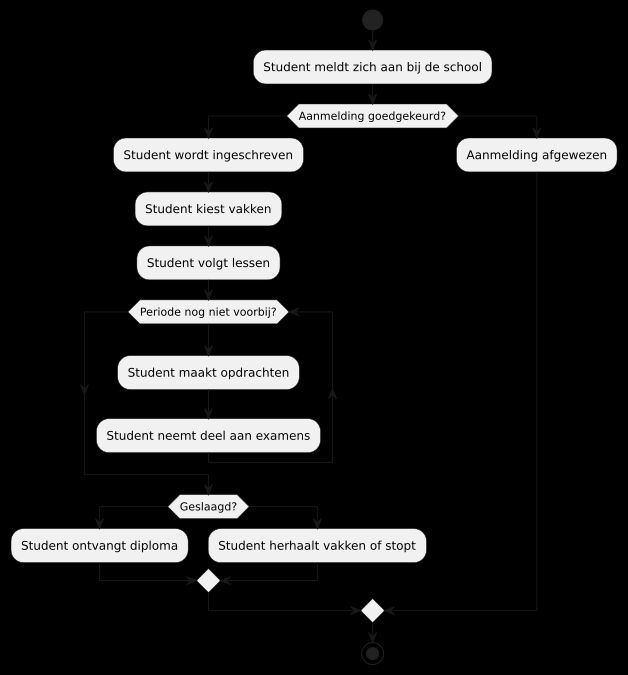 Student meldt zich aan bij de school
Aanmelding goedgekeurd?
Student wordt ingeschreven
Aanmelding afgewezen
Student kiest vakken
Student volgt lessen
Periode nog niet voorbij?
Student maakt opdrachten
Student neemt deel aan examens
Geslaagd?
Student ontvangt diploma
Student herhaalt vakken of stopt